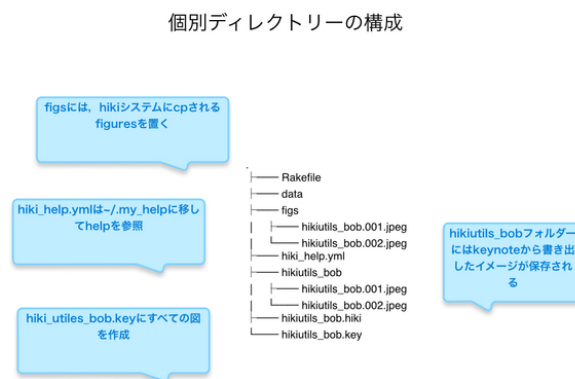 個別ディレクトリーの構成
figsには，hikiシステムにcpされる
figuresを置く
hiki_help.ymlは~/.my_helpに移し
てhelpを参照
hiki_utiles_bob.keyにすべての図
を作成
.
├── Rakefile
├── data
├── figs
│ ├── hikiutils_bob.001.jpeg
│ └── hikiutils_bob.002.jpeg
├── hiki_help.yml
├── hikiutils_bob
│ ├── hikiutils_bob.001.jpeg
│ └── hikiutils_bob.002.jpeg
├── hikiutils_bob.hiki
└── hikiutils_bob.key
hikiutils_bobフォルダー
にはkeynoteから書き出
したイメージが保存され
る